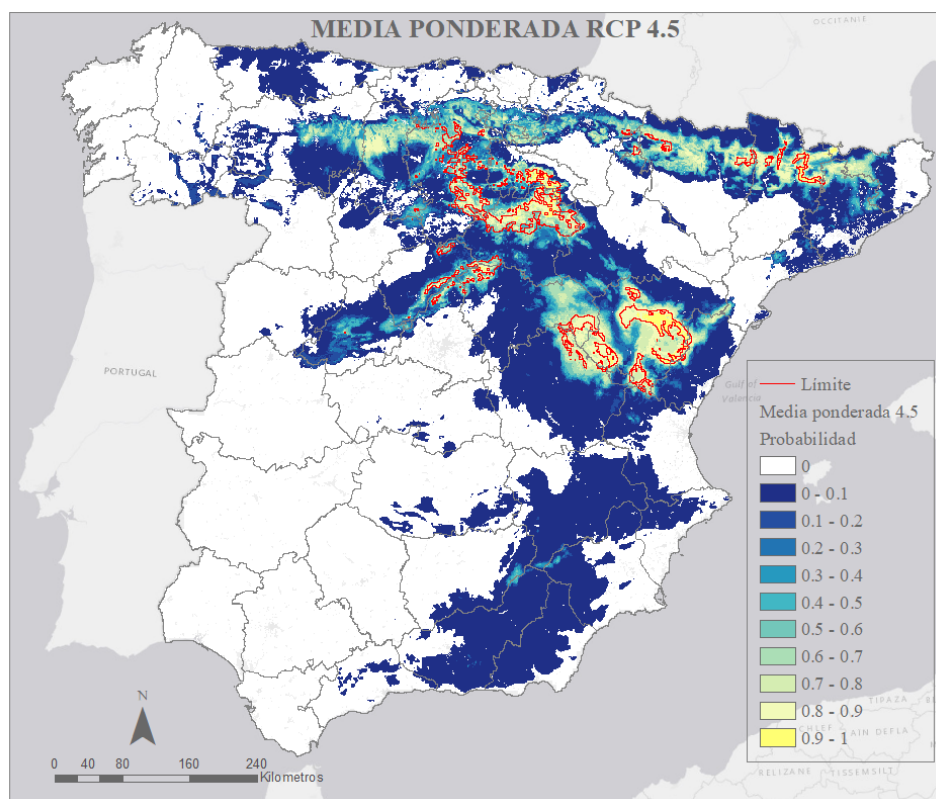 MEDIA PONDERADA RCP 4.5
OCCITANIE
PORTUGAL
Gulf of
Valencia
Límite
Media ponderada 4.5
Probabilidad
0
0 - 0.1
0.1 - 0.2
0.2 - 0.3
0.3 - 0.4
0.4 - 0.5
0.5 - 0.6
0.6 - 0.7
0.7 - 0.8
0.8 - 0.9
0.9 - 1
N
0 40 80 160 240
Kilometros
TIPAZA
CHLEF
AIN DEFLA
RELIZANE
TISSEMSILT